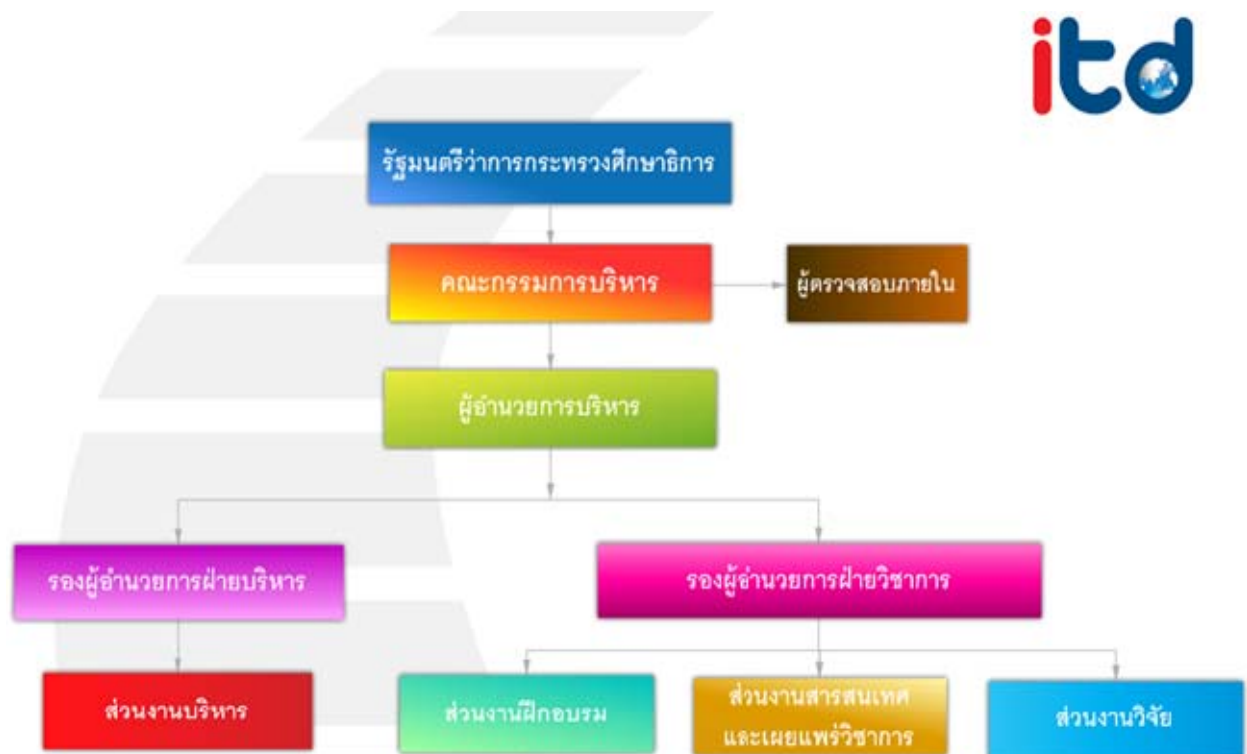 itd
รัฐมนตรีว่าการกระทรวงศึกษาธิการ
คณะกรรมการบริหาร
ผู้ตรวจสอบภายใน
ผู้อำนวยการบริหาร
รองผู้อำนวยการฝ่ายบริหาร
รองผู้อำนวยการฝ่ายวิชาการ
ส่วนงานบริหาร
ส่วนงานฝึกอบรม
ส่วนงานสารสนเทศ
และเผยแพร่วิชาการ
ส่วนงานวิจัย